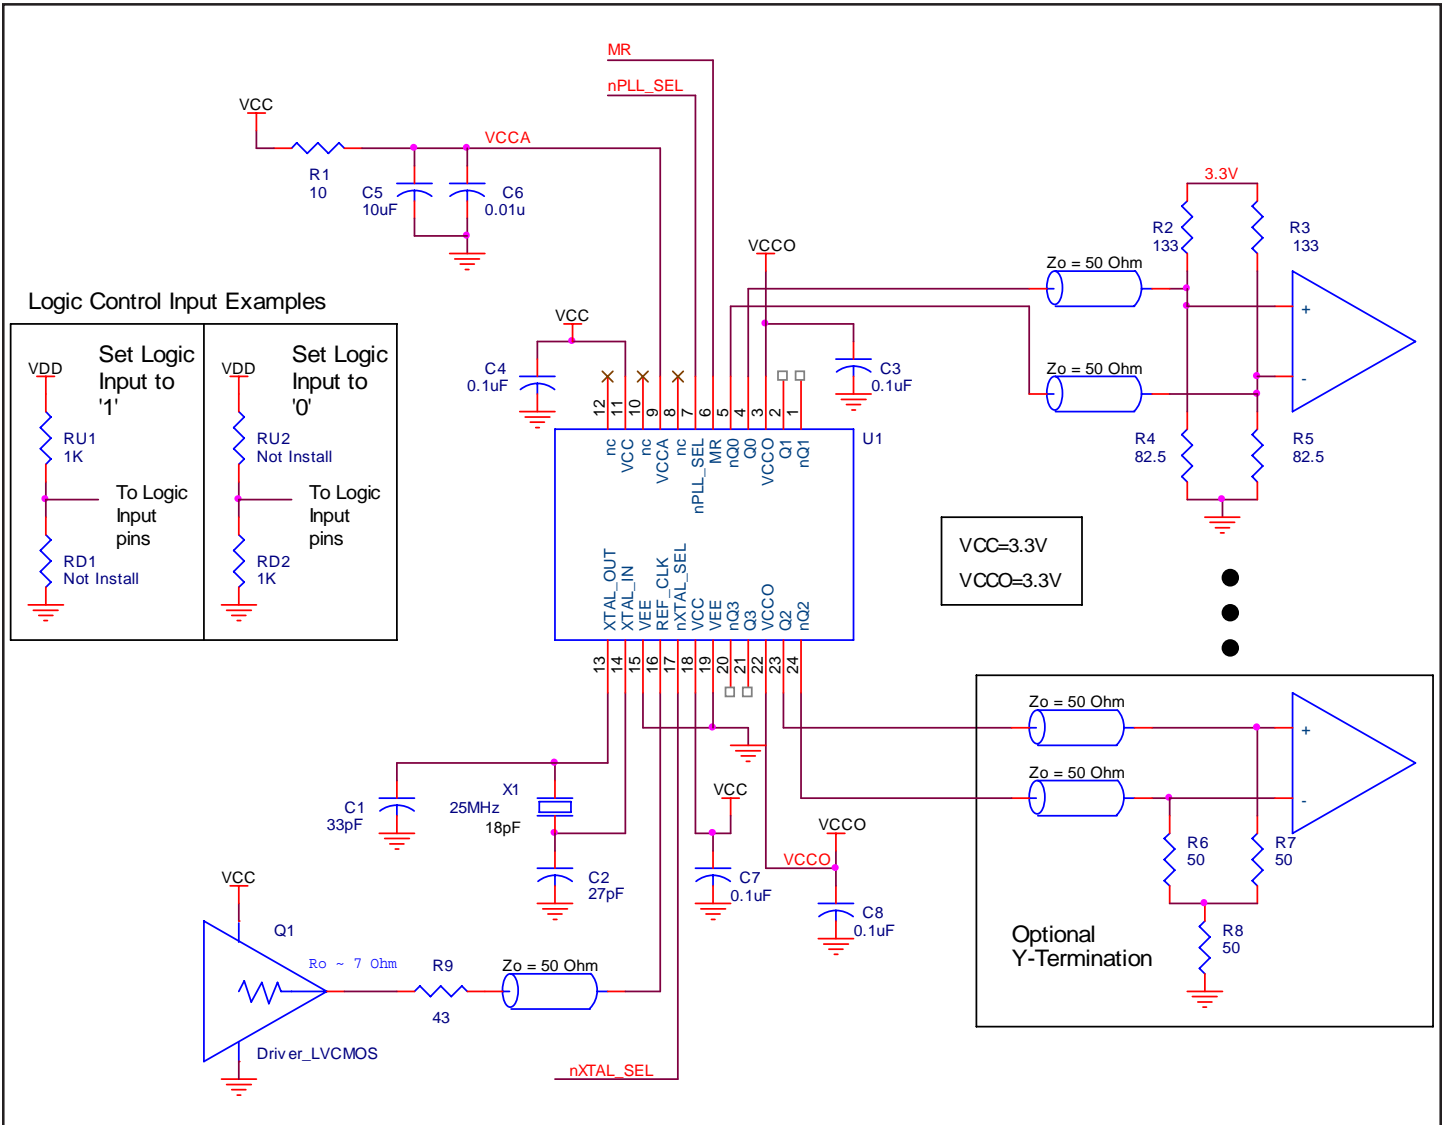 MR
nPLL_SEL
VCC
VCCA
R1
10
C5
10uF
C6
0.01u
3.3V
R2
133
R3
133
VCCO
Zo = 50 Ohm
+
-
Zo = 50 Ohm
R4
82.5
R5
82.5
Logic Control Input Examples
VDD
Set Logic
Input to
'1'
RU1
1K
To Logic
Input
pins
RD1
Not Install
VDD
Set Logic
Input to
'0'
RU2
Not Install
To Logic
Input
pins
RD2
1K
VCC
C4
0.1uF
C3
0.1uF
12
11
10
9
8
7
6
5
4
3
2
1
U1
nc
VCC
nc
VCCA
nc
nPLL_SEL
MR
nQ0
Q0
VCCO
Q1
nQ1
XTAL_OUT
XTAL_IN
VEE
REF_CLK
nXTAL_SEL
VCC
VEE
nQ3
Q3
VCCO
Q2
nQ2
13
14
15
16
17
18
19
20
21
22
23
24
VCC=3.3V
VCCO=3.3V
Zo = 50 Ohm
+
Zo = 50 Ohm
-
R6
50
R7
50
R8
50
Optional
Y-Termination
C1
33pF
X1
25MHz
18pF
C2
27pF
VCC
C7
0.1uF
VCCO
VCCO
C8
0.1uF
VCC
Q1
Ro ~ 7 Ohm
R9
43
Zo = 50 Ohm
Driver_LVCMOS
nXTAL_SEL